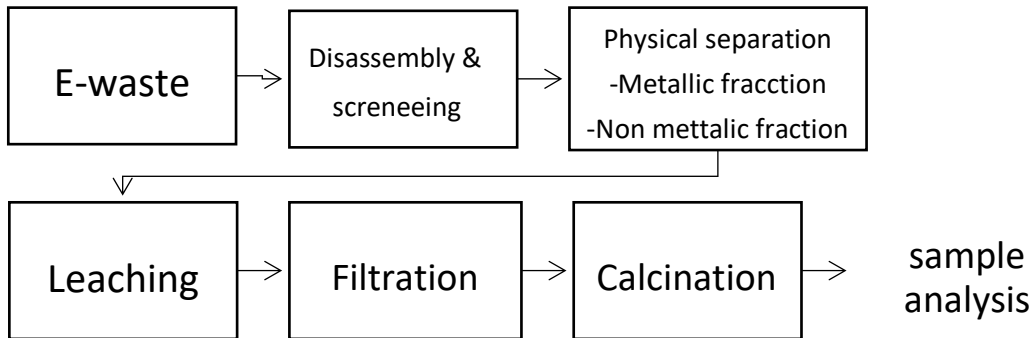 E-waste
Disassembly &
screneeing
Physical separation
-Metallic fracction
-Non mettalic fraction
Leaching
Filtration
Calcination
sample
analysis